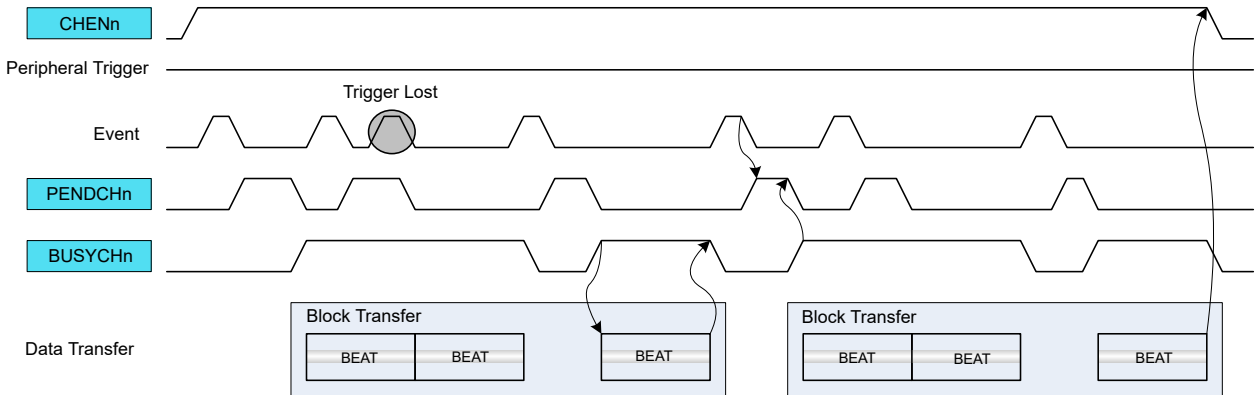 CHENn
Peripheral Trigger
Trigger Lost
Event
PENDCHn
BUSYCHn
Block Transfer
Block Transfer
Data Transfer
BEAT
BEAT
BEAT
BEAT
BEAT
BEAT